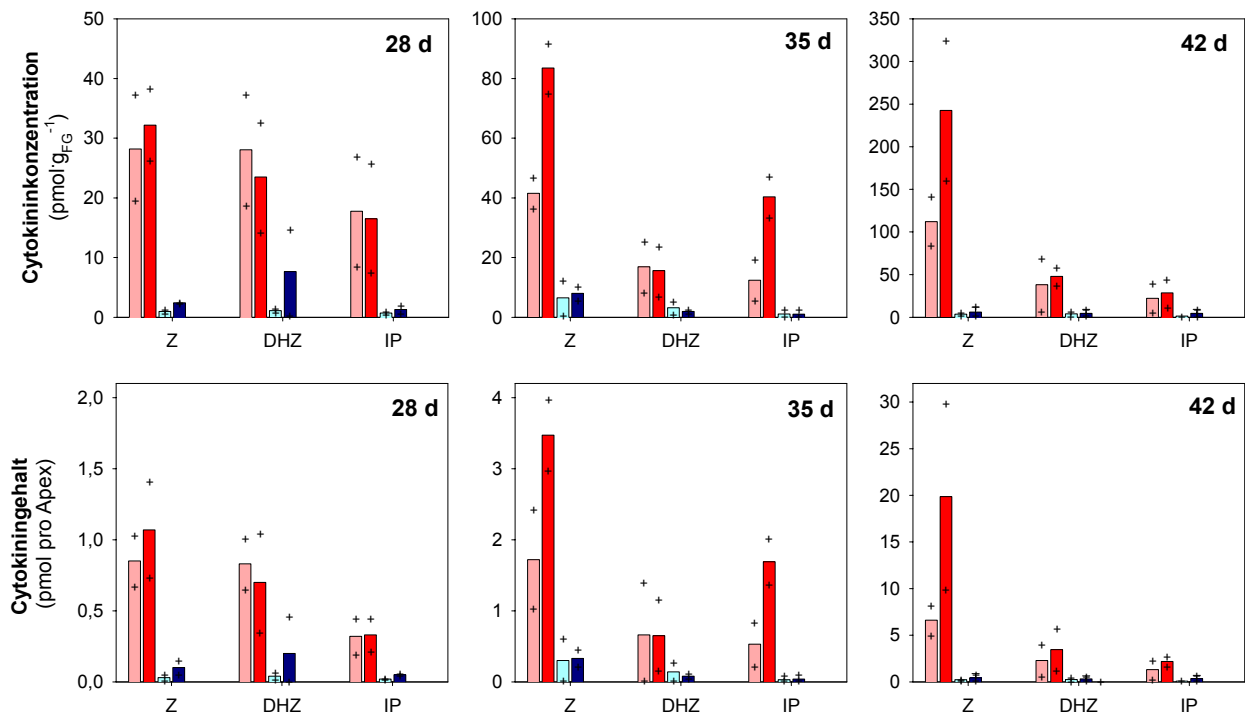 Cytokininkonzentration
(pmol·g_FG^-1)
50
40
30
20
10
0
28 d
Z DHZ IP
100
80
60
40
20
0
35 d
Z DHZ IP
350
300
250
200
150
100
50
0
42 d
Z DHZ IP
Cytokiningehalt
(pmol pro Apex)
2,0
1,5
1,0
0,5
0,0
28 d
Z DHZ IP
4
3
2
1
0
35 d
Z DHZ IP
30
25
20
15
10
5
0
42 d
Z DHZ IP